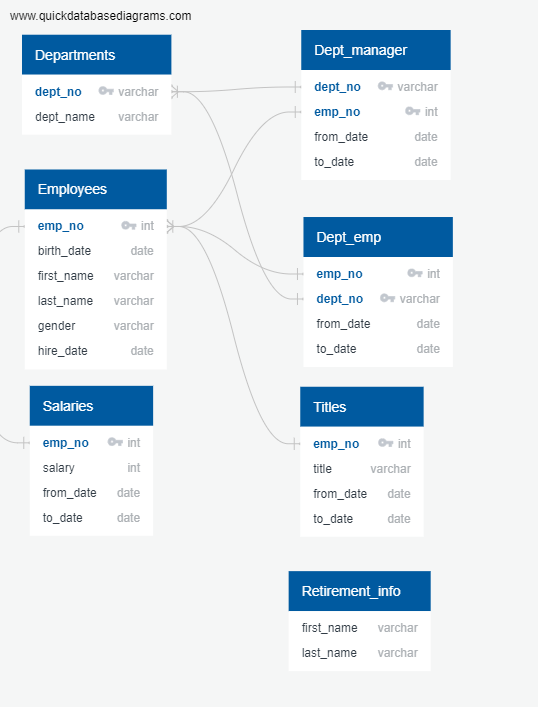 www.quickdatabasediagrams.com
Departments
dept_no varchar
dept_name varchar
Employees
emp_no int
birth_date date
first_name varchar
last_name varchar
gender varchar
hire_date date
Salaries
emp_no int
salary int
from_date date
to_date date
Dept_manager
dept_no varchar
emp_no int
from_date date
to_date date
Dept_emp
emp_no int
dept_no varchar
from_date date
to_date date
Titles
emp_no int
title varchar
from_date date
to_date date
Retirement_info
first_name varchar
last_name varchar